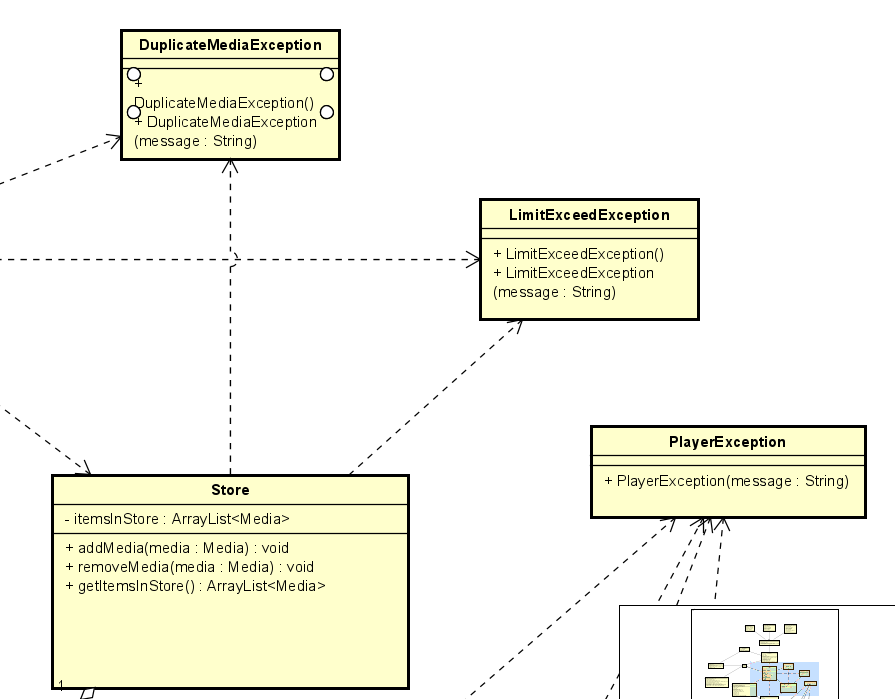 DuplicateMediaException
+
DuplicateMediaException()
+ DuplicateMediaException
(message : String)
LimitExceedException
+ LimitExceedException()
+ LimitExceedException
(message : String)
PlayerException
+ PlayerException(message : String)
Store
- itemsInStore : ArrayList<Media>
+ addMedia(media : Media) : void
+ removeMedia(media : Media) : void
+ getItemsInStore() : ArrayList<Media>
1